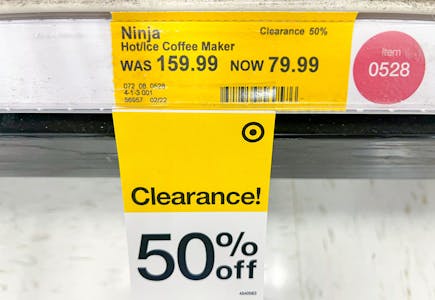 Ninja Clearance 50%
Hot/Ice Coffee Maker
WAS 159.99 NOW 79.99
072 08 0528
4-1-3 001
56957 02/22
Item
0528
Clearance!
50%
off